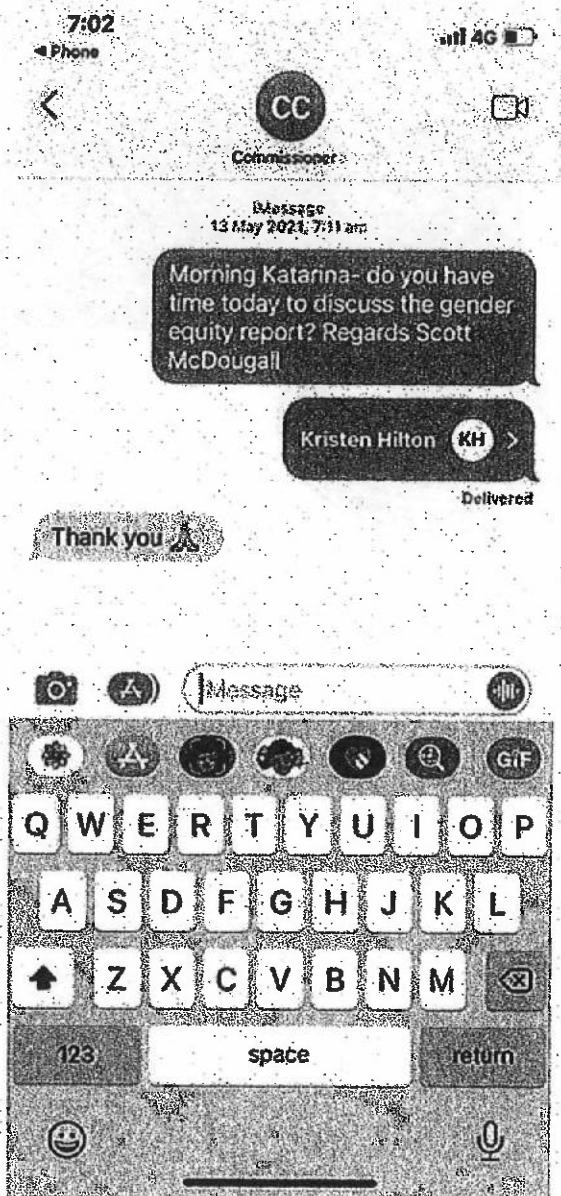 7:02
Phone
4G
CC
Commissioner
iMessage
13 May 2021, 7:11 am
Morning Katarina- do you have
time today to discuss the gender
equity report? Regards Scott
McDougall
Kristen Hilton KH
Delivered
Thank you 🙏
Message
GIF
Q W E R T Y U I O P
A S D F G H J K L
Z X C V B N M
123 space return